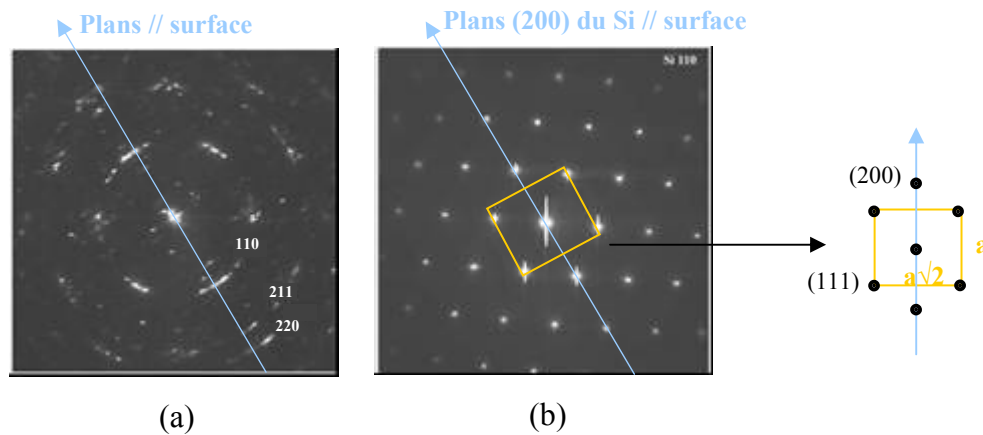 Plans // surface
Plans (200) du Si // surface
Si 110
110
211
220
(200)
(111)
a√2
a
(a)
(b)